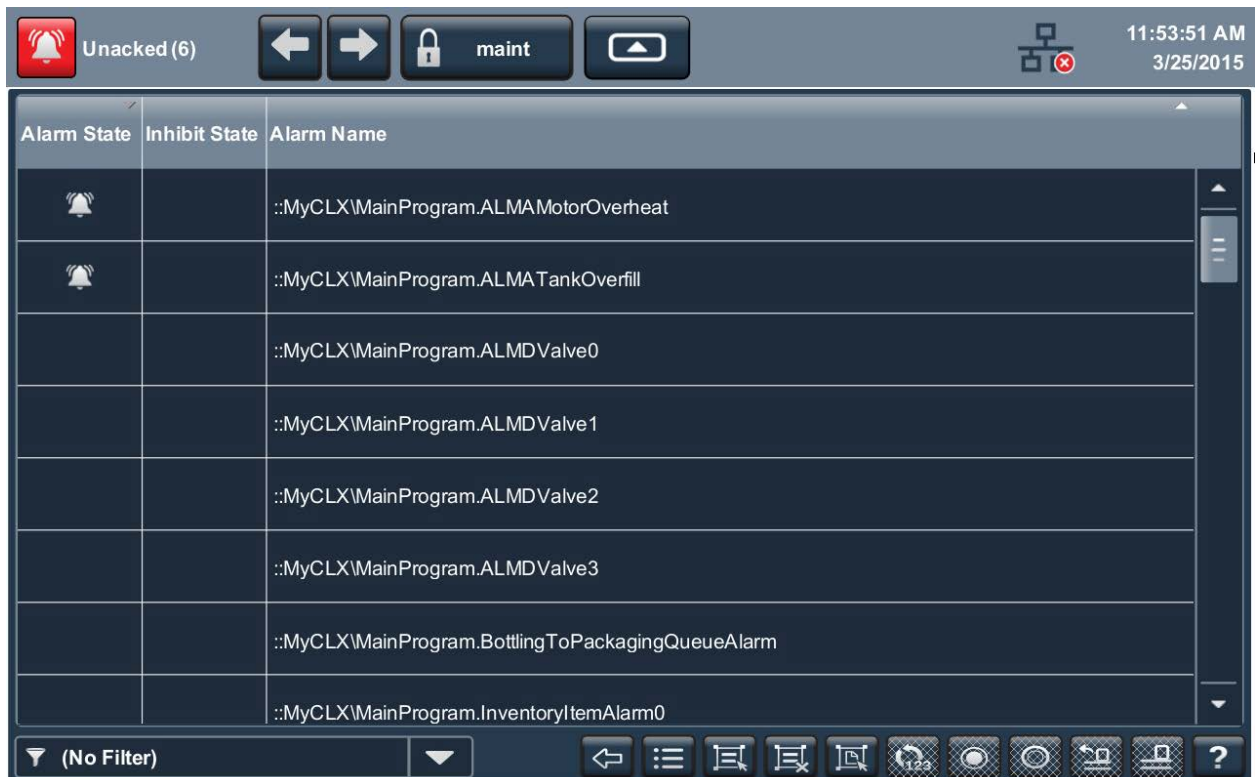 Unacked (6)
maint
11:53:51 AM
3/25/2015
Alarm State Inhibit State Alarm Name
::MyCLX\MainProgram.ALMAMotorOverheat
::MyCLX\MainProgram.ALMATankOverfill
::MyCLX\MainProgram.ALMDValve0
::MyCLX\MainProgram.ALMDValve1
::MyCLX\MainProgram.ALMDValve2
::MyCLX\MainProgram.ALMDValve3
::MyCLX\MainProgram.BottlingToPackagingQueueAlarm
::MyCLX\MainProgram.InventoryItemAlarm0
(No Filter)
123
?